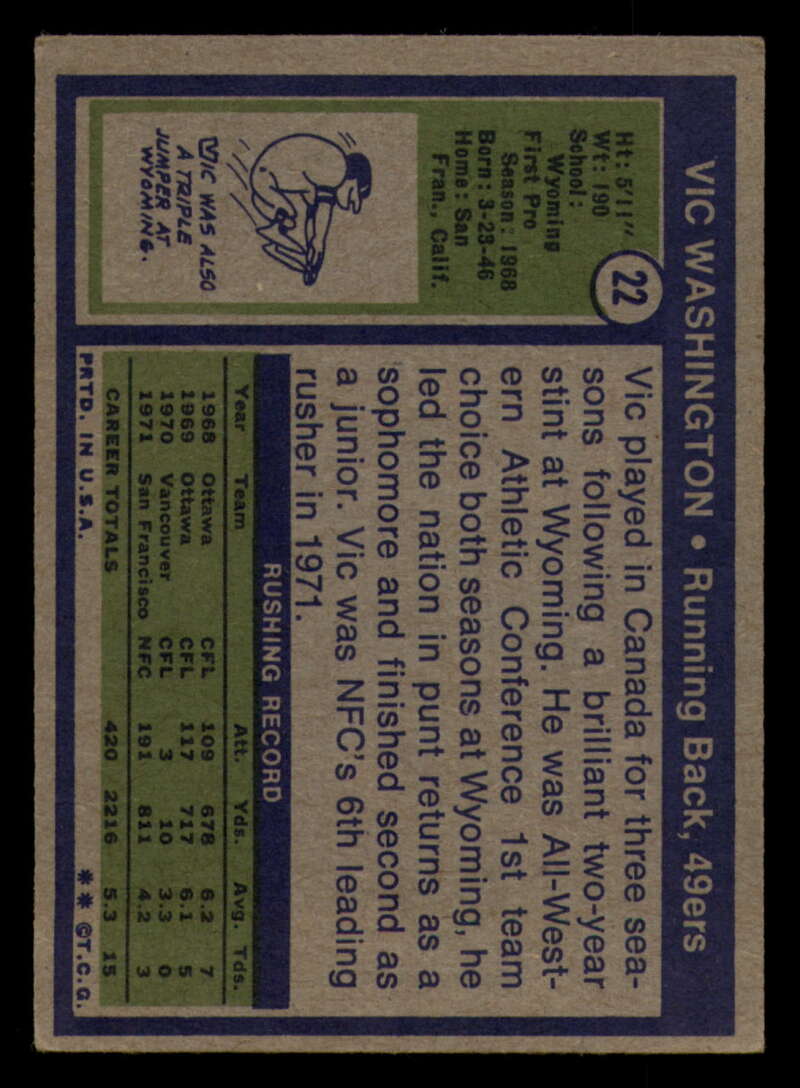 VIC WASHINGTON • Running Back, 49ers
22
Ht: 5'11"
Wt: 190
School:
Wyoming
First Pro
Season: 1968
Born: 3-23-46
Home: San
Fran., Calif.
VIC WAS ALSO
A TRIPLE
JUMPER AT
WYOMING.
Vic played in Canada for three sea-
sons following a brilliant two-year
stint at Wyoming. He was All-West-
ern Athletic Conference 1st team
choice both seasons at Wyoming, he
led the nation in punt returns as a
sophomore and finished second as
a junior. Vic was NFC's 6th leading
rusher in 1971.
RUSHING RECORD
Year Team Att. Yds. Avg. Tds.
1968 Ottawa CFL 109 678 6.2 7
1969 Ottawa CFL 117 717 6.1 5
1970 Vancouver CFL 3 10 3.3 0
1971 San Francisco NFC 191 811 4.2 3
CAREER TOTALS 420 2216 5.3 15
PRTD. IN U.S.A. ** ©T.C.G.